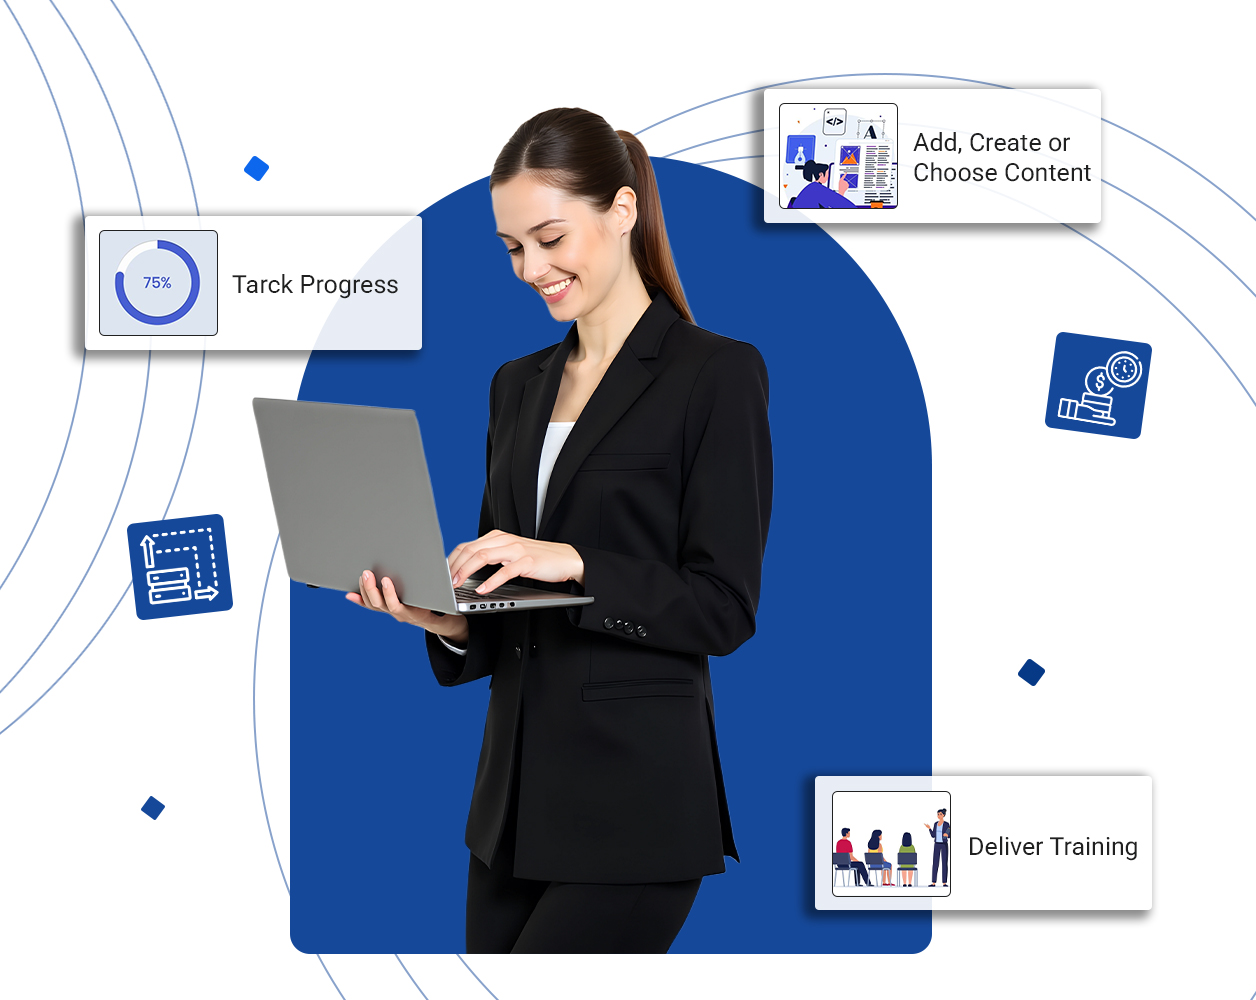 Add, Create or
Choose Content
</>
A
75%
Tarck Progress
$
Deliver Training